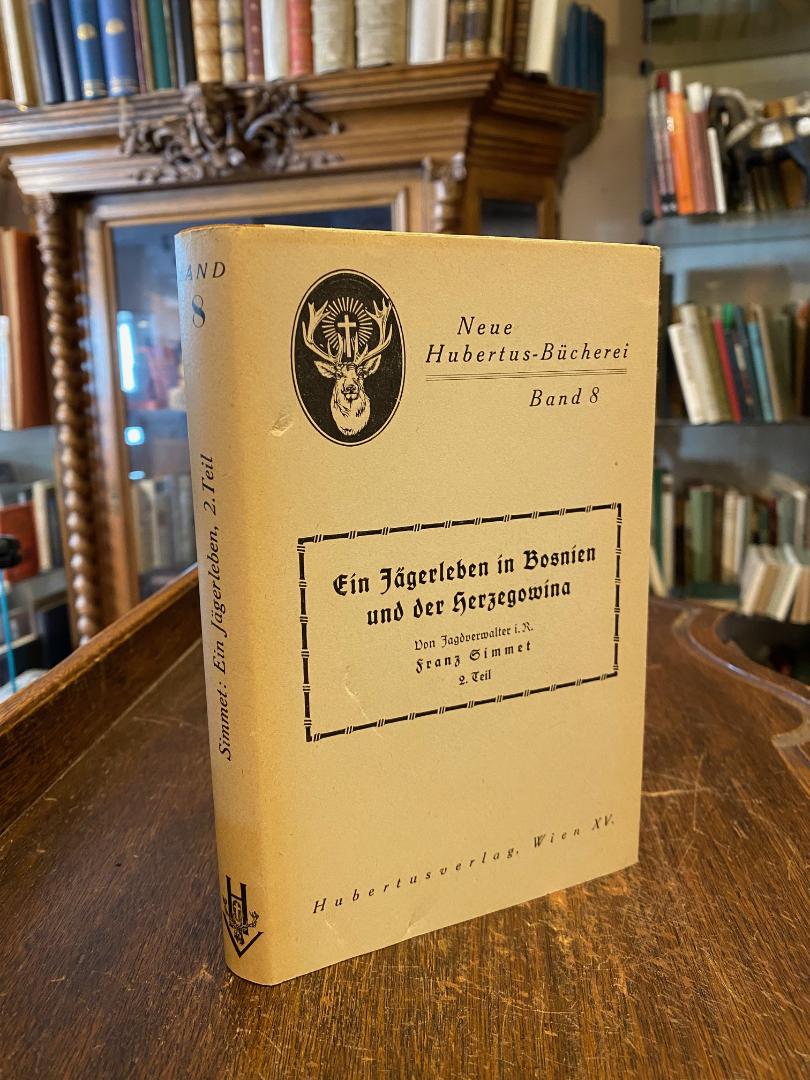 BAND
8
Simmet: Ein Jägerleben, 2. Teil
HV
Neue
Hubertus-Bücherei
Band 8
Ein Jägerleben in Bosnien
und der Herzegowina
Von Jagdverwalter i. R.
Franz Simmet
2. Teil
Hubertusverlag, Wien XV.